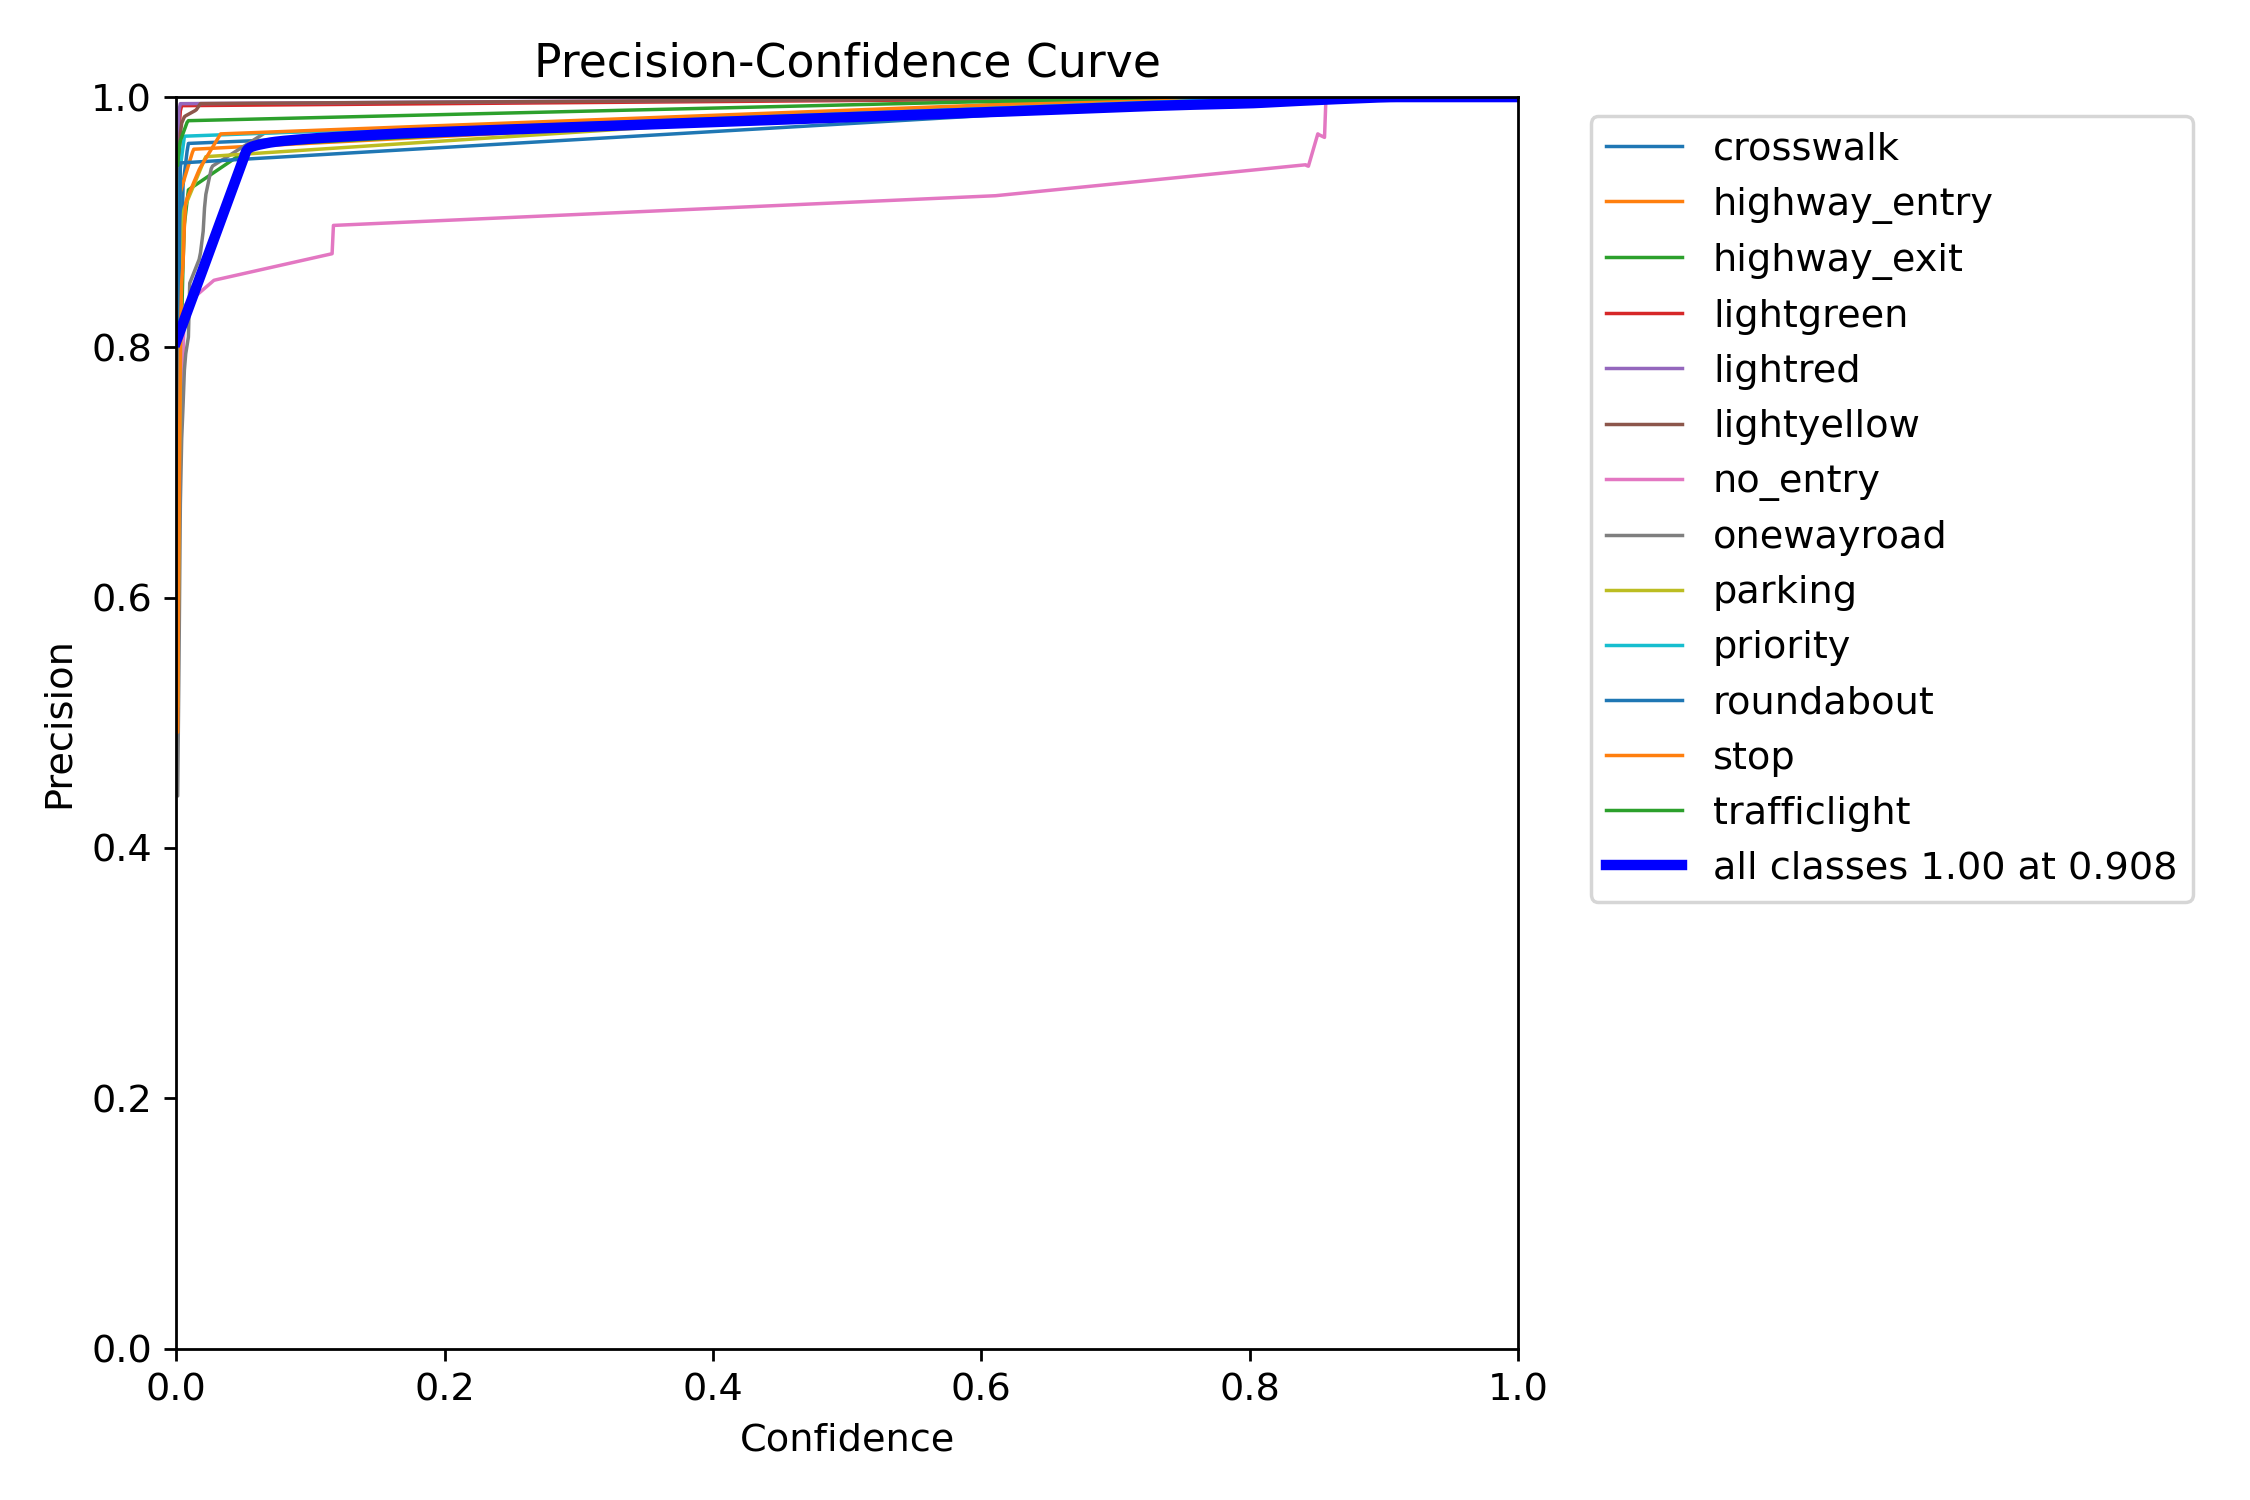 Precision-Confidence Curve
1.0
0.8
0.6
0.4
0.2
0.0
Precision
0.0 0.2 0.4 0.6 0.8 1.0
Confidence
crosswalk
highway_entry
highway_exit
lightgreen
lightred
lightyellow
no_entry
onewayroad
parking
priority
roundabout
stop
trafficlight
all classes 1.00 at 0.908